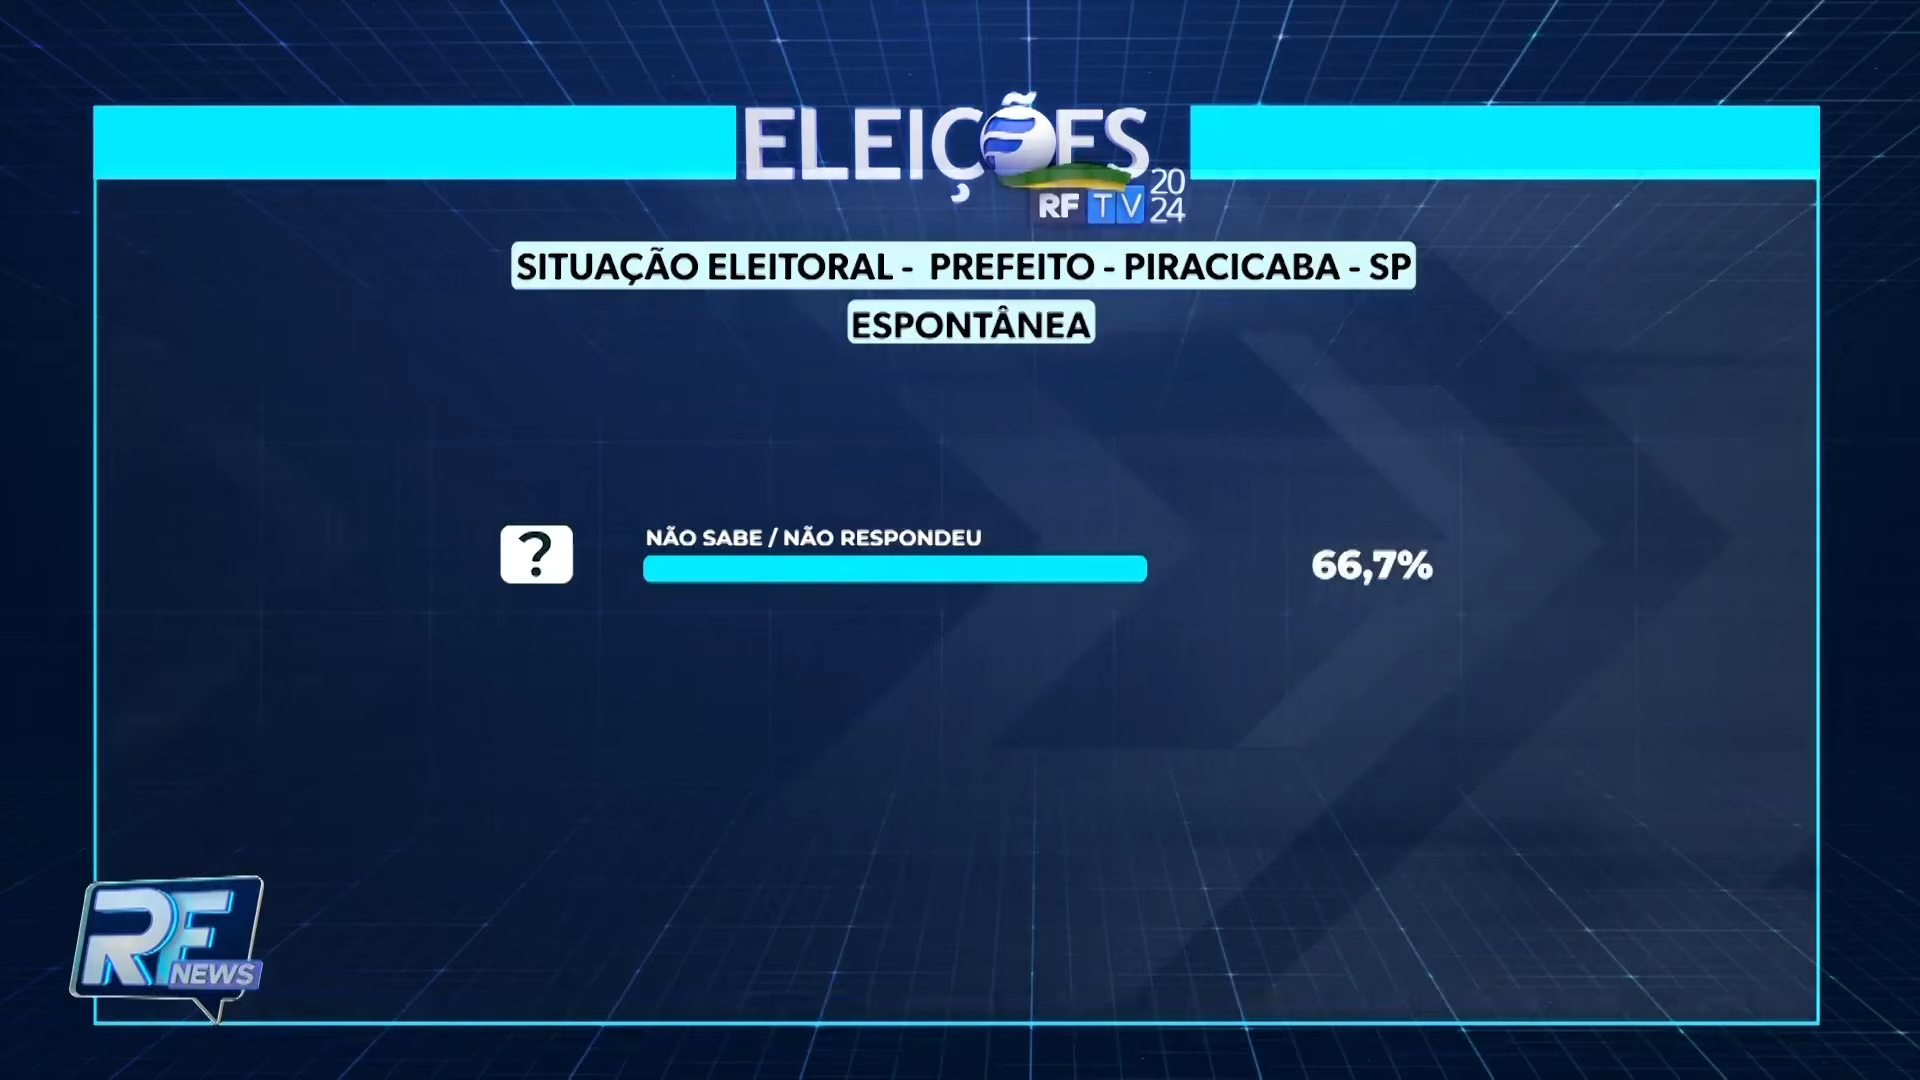 ELEIÇÕES
RF TV 2024
SITUAÇÃO ELEITORAL - PREFEITO - PIRACICABA - SP
ESPONTÂNEA
?
NÃO SABE / NÃO RESPONDEU
66,7%
RF NEWS